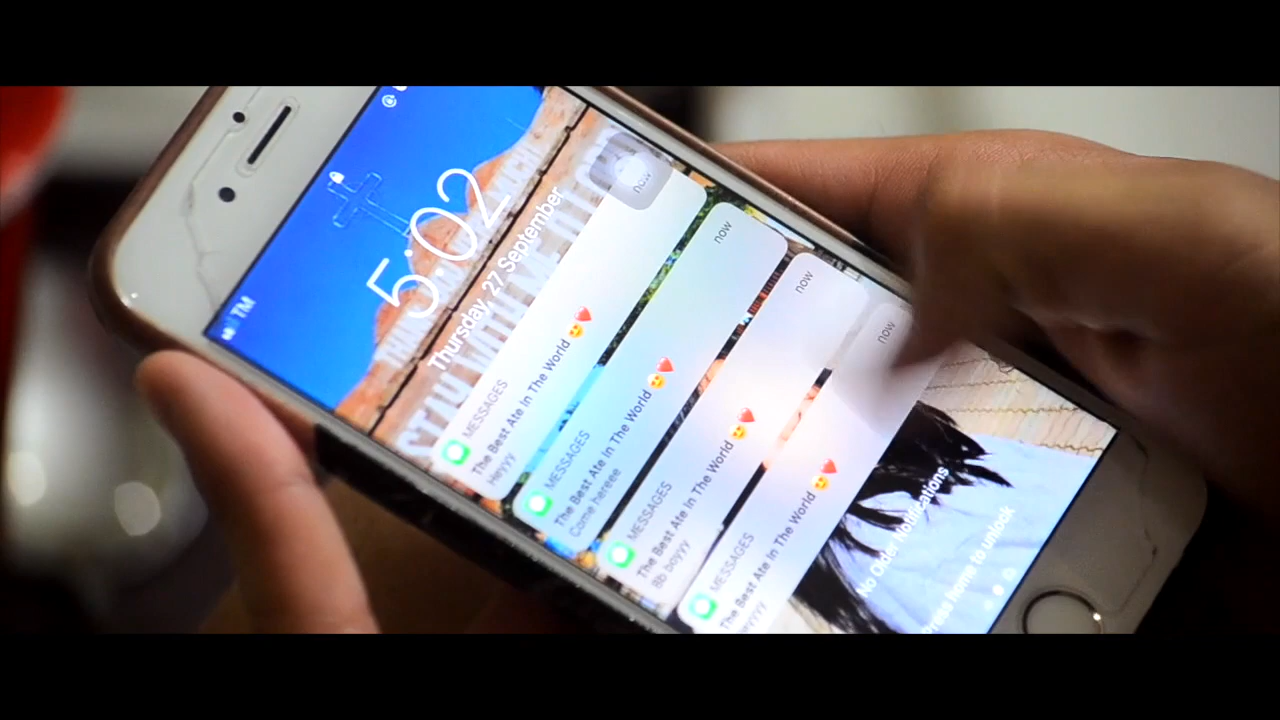 TM
5:02
Thursday, 27 September
MESSAGES
now
The Best Ate In The World 😍❤️
Heyyy
MESSAGES
now
The Best Ate In The World 😍❤️
Come hereee
MESSAGES
now
The Best Ate In The World 😍❤️
lilb boyyy
MESSAGES
now
The Best Ate In The World 😍❤️
heyyyy
No Older Notifications
Press home to unlock